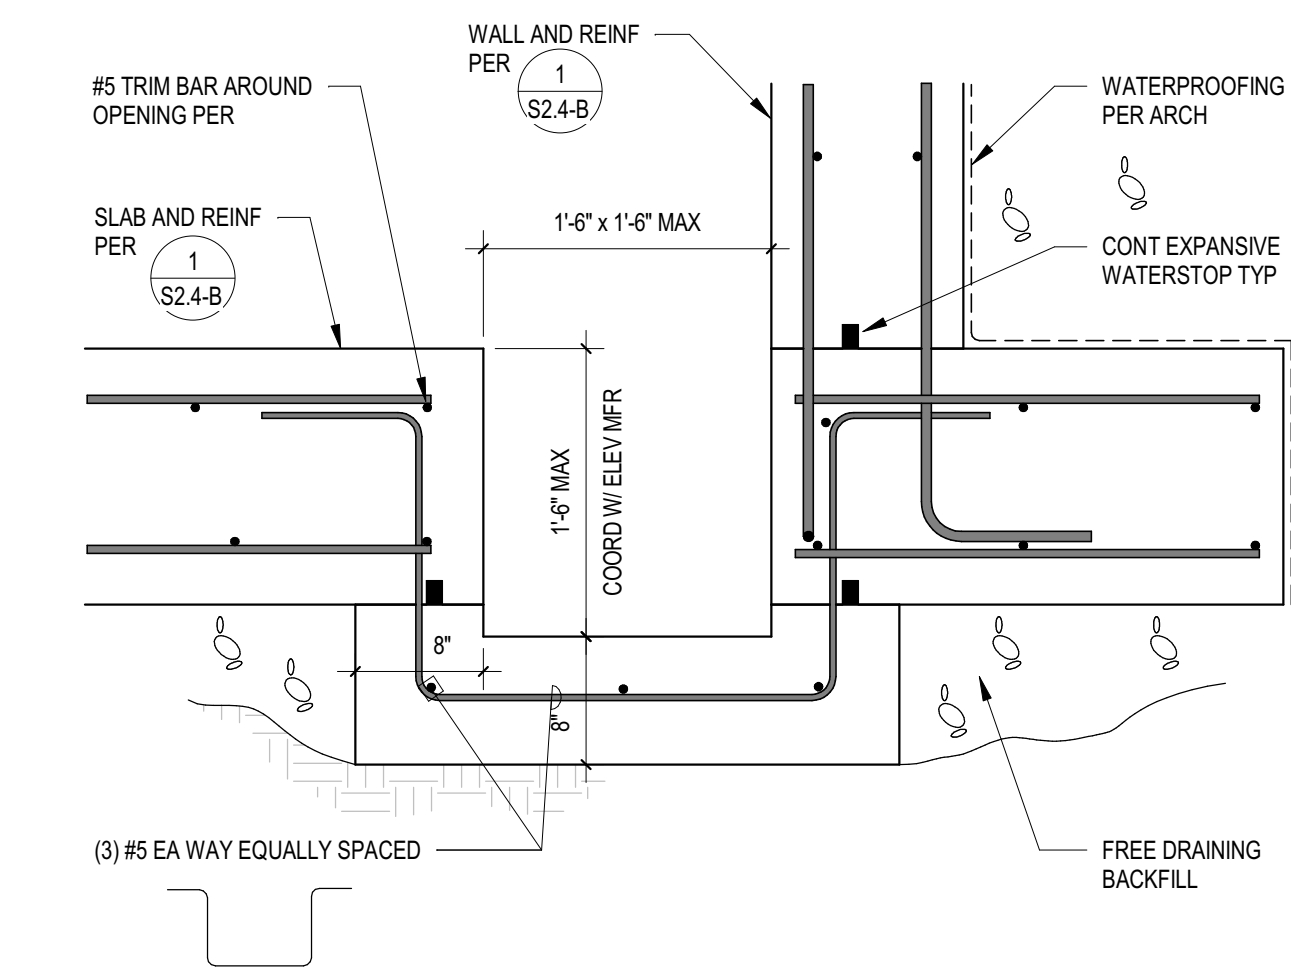 WALL AND REINF
PER
1
S2.4-B
#5 TRIM BAR AROUND
OPENING PER
WATERPROOFING
PER ARCH
SLAB AND REINF
PER
1
S2.4-B
1'-6" x 1'-6" MAX
CONT EXPANSIVE
WATERSTOP TYP
1'-6" MAX
COORD W/ ELEV MFR
8"
8"
(3) #5 EA WAY EQUALLY SPACED
FREE DRAINING
BACKFILL